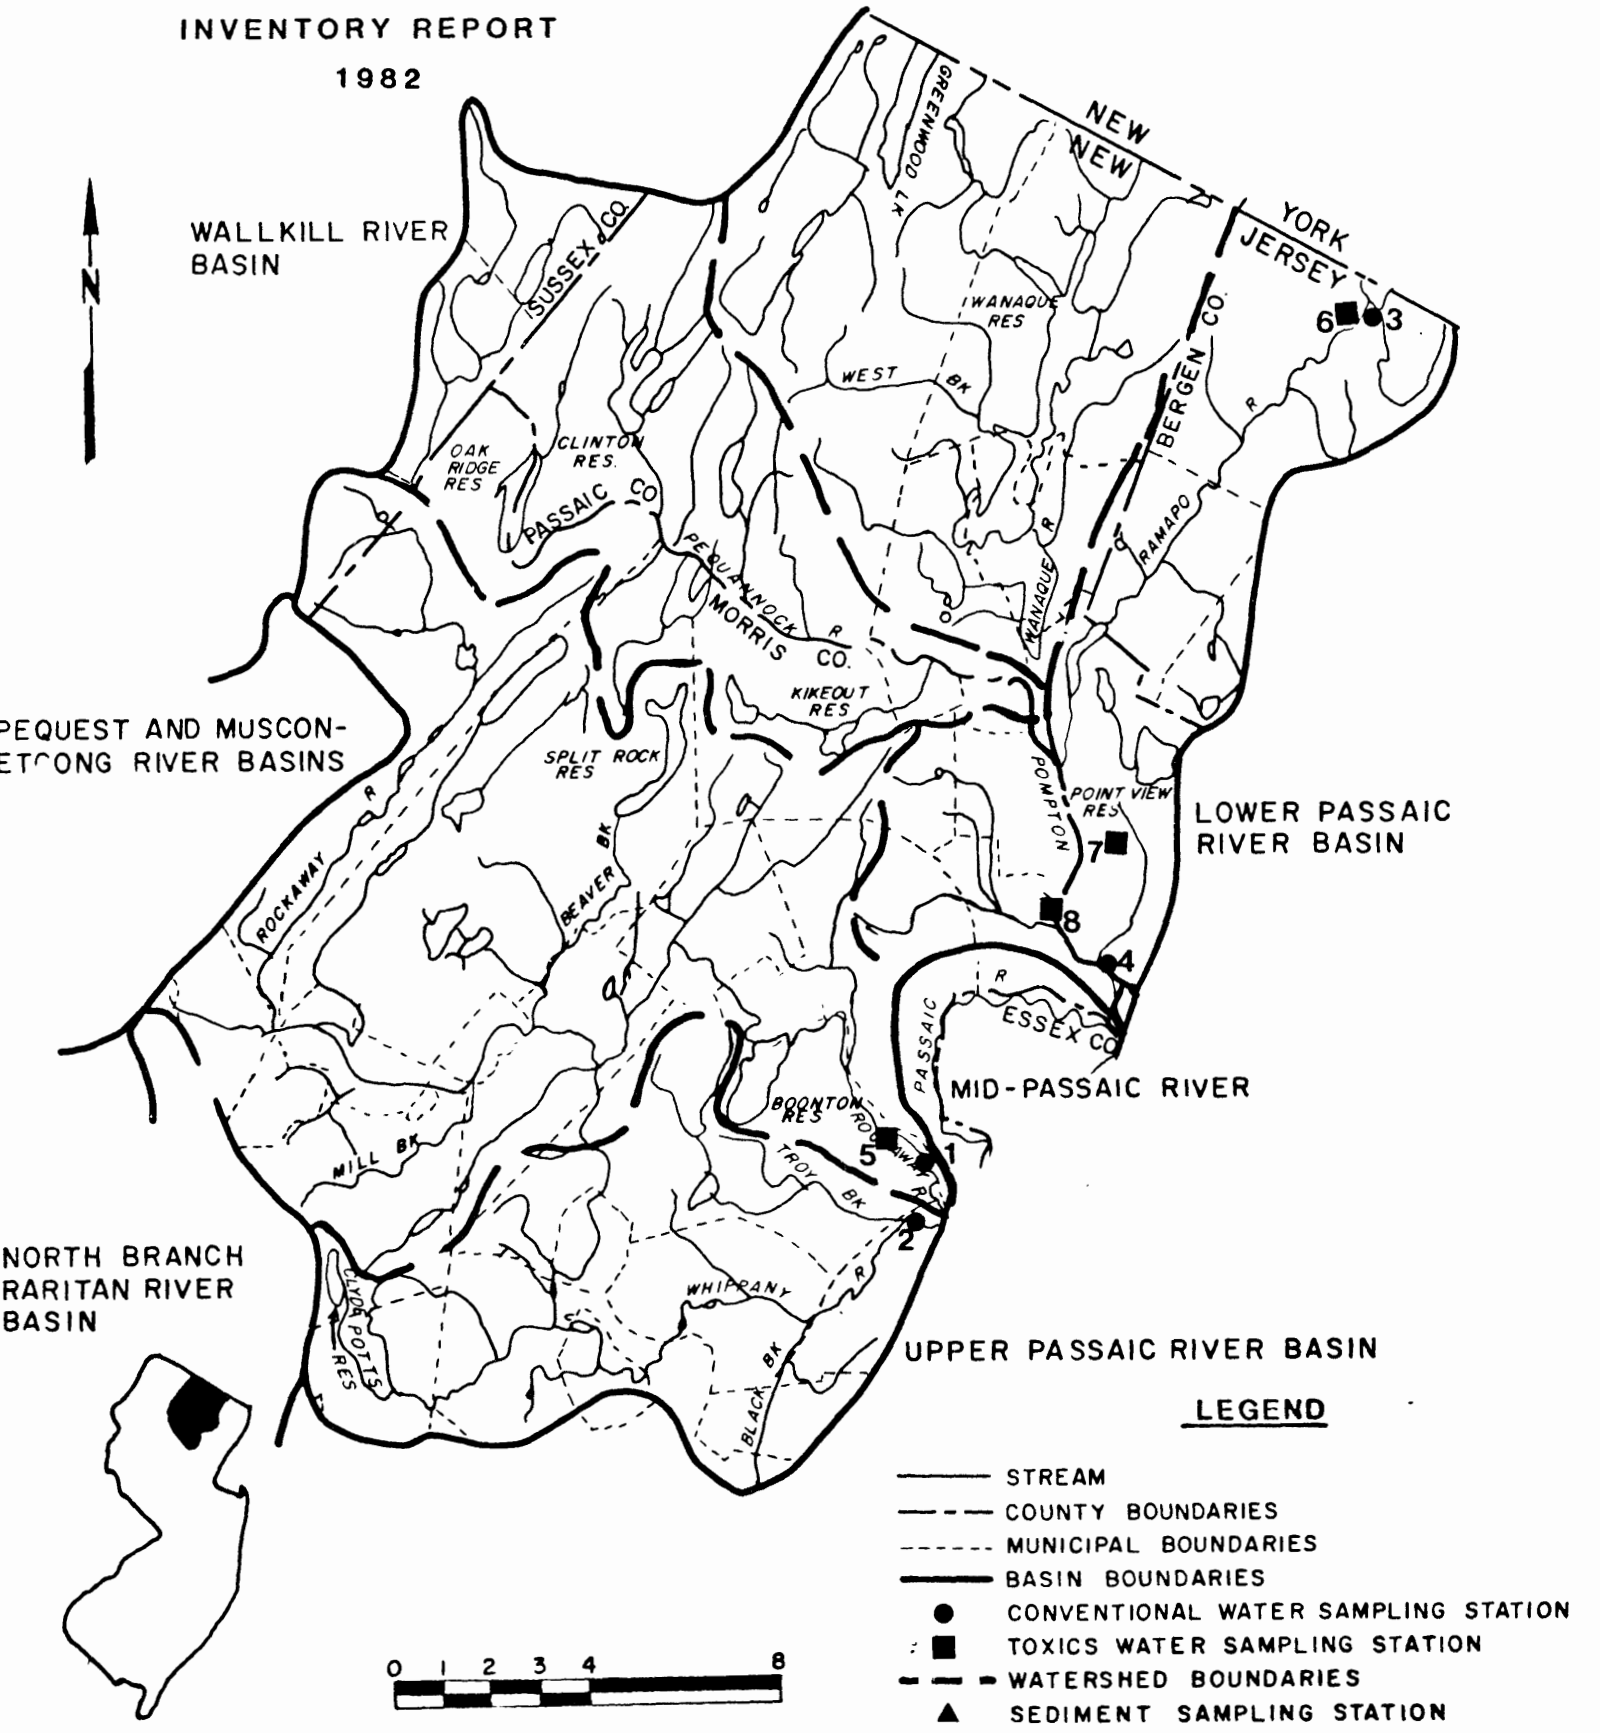 INVENTORY REPORT
1982
N
WALLKILL RIVER
BASIN
SUSSEX CO.
GREENWOOD LK
NEW YORK
NEW JERSEY
WANAQUE
RES
BERGEN CO.
6
3
WEST BK
R
RAMAPO
OAK
RIDGE
RES
CLINTON
RES.
PASSAIC CO
PEQUANNOCK R
MORRIS CO.
WANAQUE R
KIKEOUT
RES
PEQUEST AND MUSCON-
ETCONG RIVER BASINS
SPLIT ROCK
RES
POMPTON
POINT VIEW
RES
7
8
4
LOWER PASSAIC
RIVER BASIN
ROCKAWAY R
BEAVER BK
PASSAIC R
ESSEX CO
MID-PASSAIC RIVER
BOONTON
RES
ROCKAWAY R
5
1
MILL BK
TROY BK
2
NORTH BRANCH
RARITAN RIVER
BASIN
CLYDE POTTS
RES
WHIPPANY R
BLACK BK
UPPER PASSAIC RIVER BASIN
LEGEND
STREAM
COUNTY BOUNDARIES
MUNICIPAL BOUNDARIES
BASIN BOUNDARIES
CONVENTIONAL WATER SAMPLING STATION
TOXICS WATER SAMPLING STATION
WATERSHED BOUNDARIES
SEDIMENT SAMPLING STATION
0 1 2 3 4 8